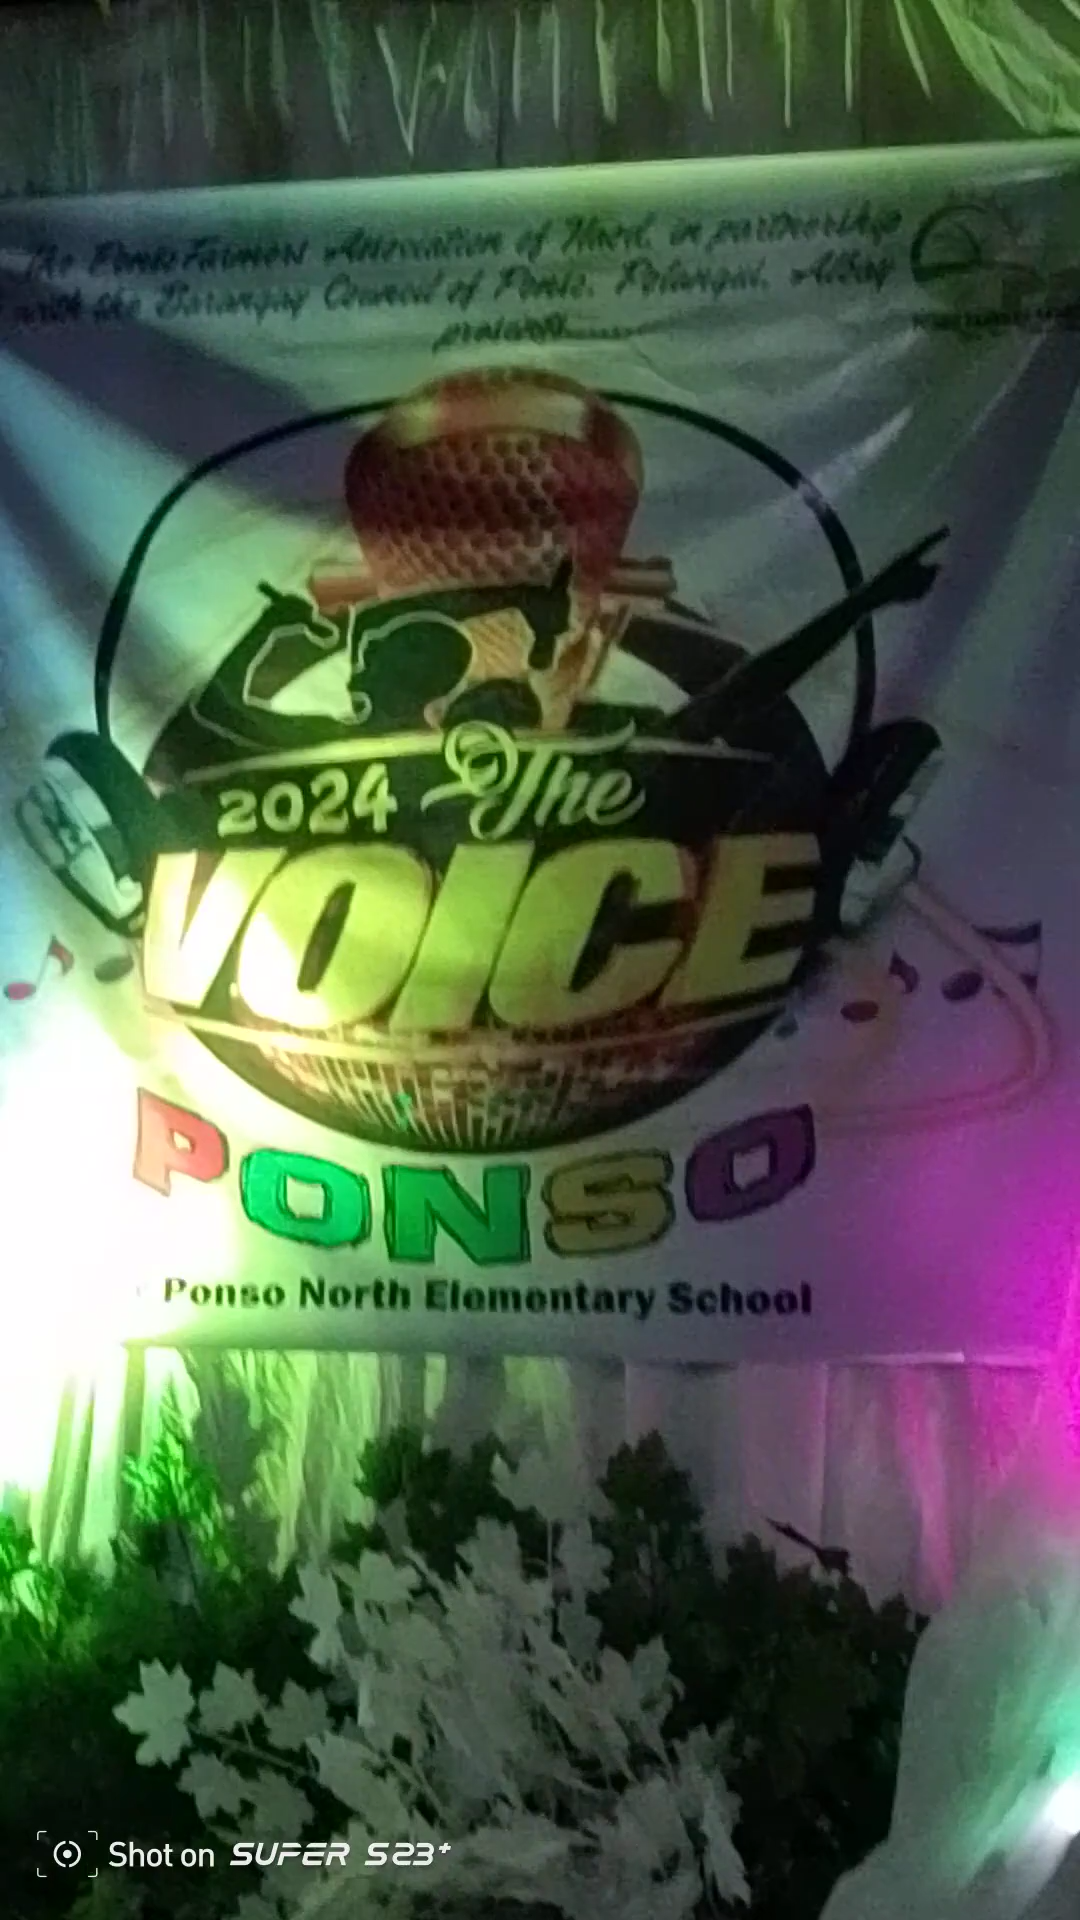 the Ponso Farmers Association of Hacd. in partnership
with the Barangay Council of Ponso, Polangui, Albay
presents
2024 The
VOICE
PONSO
Ponso North Elementary School
Shot on SUPER S23+